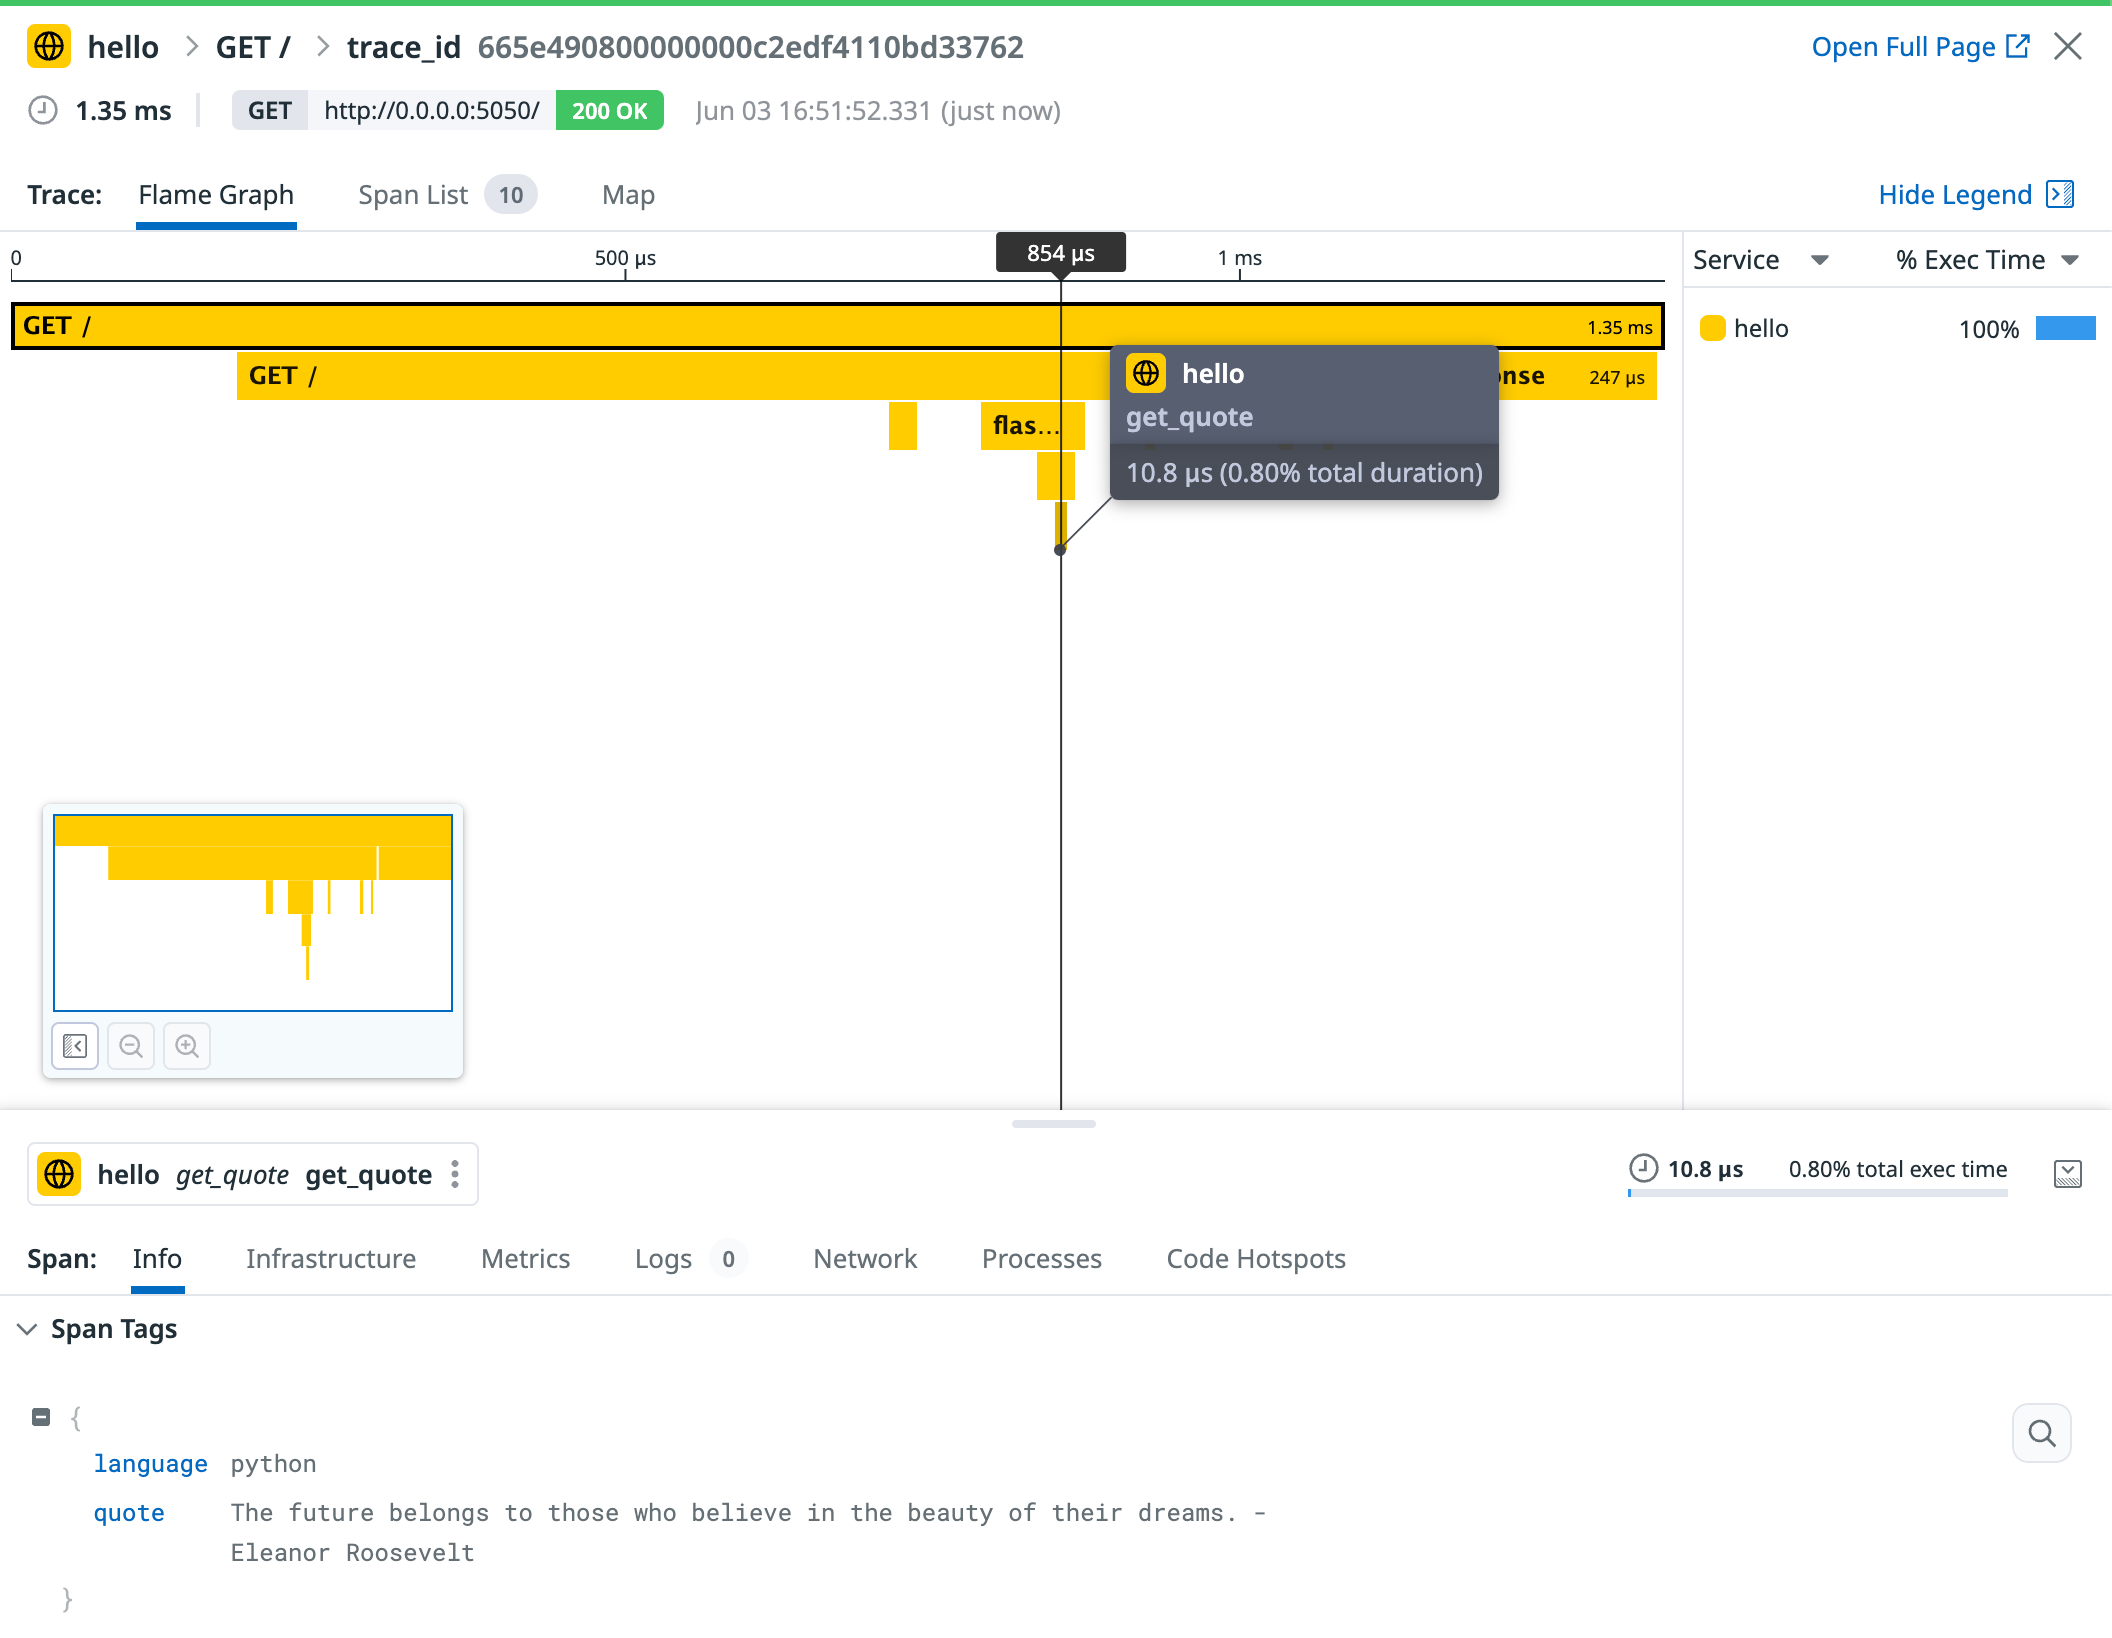 hello > GET / > trace_id 665e490800000000c2edf4110bd33762
Open Full Page
1.35 ms GET http://0.0.0.0:5050/ 200 OK Jun 03 16:51:52.331 (just now)
Trace: Flame Graph Span List 10 Map
Hide Legend
0 500 µs 854 µs 1 ms
Service % Exec Time
GET / 1.35 ms
hello 100%
GET / onse 247 µs
hello
get_quote
flas...
10.8 µs (0.80% total duration)
hello get_quote get_quote
10.8 µs 0.80% total exec time
Span: Info Infrastructure Metrics Logs 0 Network Processes Code Hotspots
Span Tags
{
language python
quote The future belongs to those who believe in the beauty of their dreams. -
Eleanor Roosevelt
}